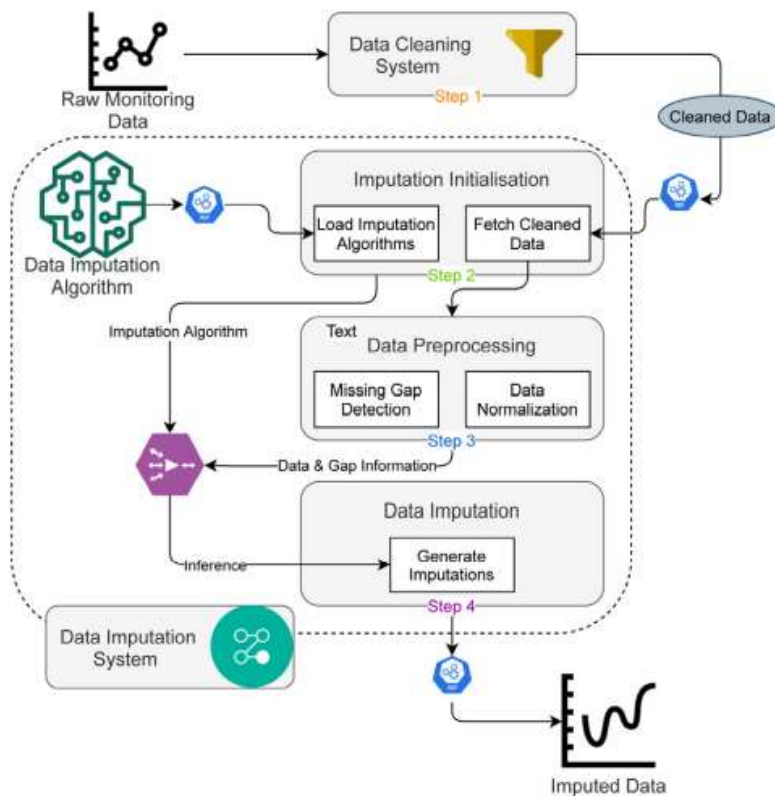 Data Cleaning
System
Step 1
Raw Monitoring
Data
Cleaned Data
Imputation Initialisation
Load Imputation
Algorithms
Fetch Cleaned
Data
Step 2
Data Imputation
Algorithm
Imputation Algorithm
Text
Data Preprocessing
Missing Gap
Detection
Data
Normalization
Step 3
Data & Gap Information
Data Imputation
Generate
Imputations
Inference
Step 4
Data Imputation
System
Imputed Data